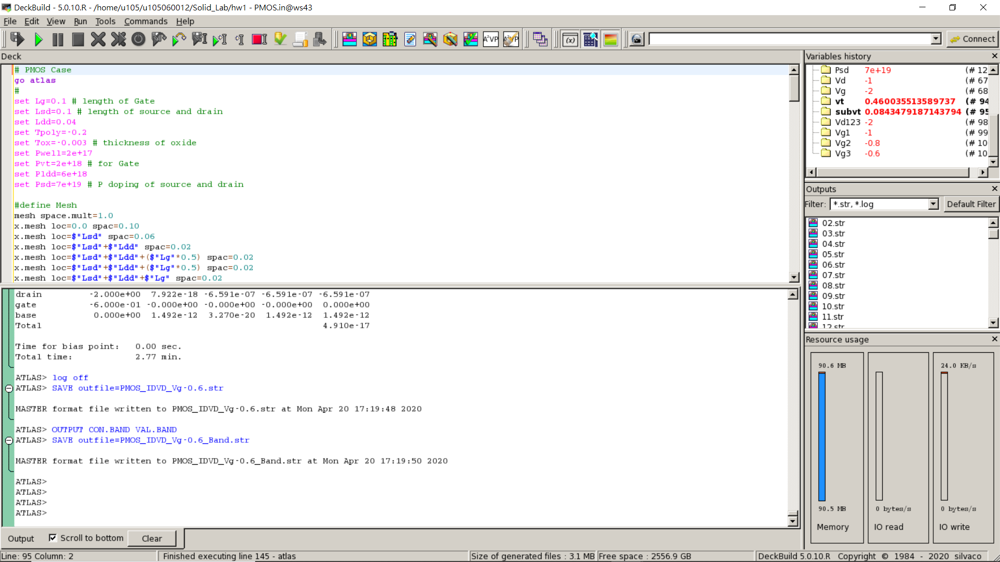 DeckBuild - 5.0.10.R - /home/u105/u105060012/Solid_Lab/hw1 - PMOS.in@ws43
File Edit View Run Tools Commands Help
Connect
Deck
# PMOS Case
go atlas
#
set Lg=0.1 # length of Gate
set Lsd=0.1 # length of source and drain
set Ldd=0.04
set Tpoly=-0.2
set Tox=-0.003 # thickness of oxide
set Pwell=2e+17
set Pvt=2e+18 # for Gate
set Pldd=6e+18
set Psd=7e+19 # P doping of source and drain
#define Mesh
mesh space.mult=1.0
x.mesh loc=0.0 spac=0.10
x.mesh loc=$"Lsd" spac=0.06
x.mesh loc=$"Lsd"+$"Ldd" spac=0.02
x.mesh loc=$"Lsd"+$"Ldd"+($"Lg"*0.5) spac=0.02
x.mesh loc=$"Lsd"+$"Ldd"+($"Lg"*0.5) spac=0.02
x.mesh loc=$"Lsd"+$"Ldd"+$"Lg" spac=0.02
drain -2.000e+00 7.922e-18 -6.591e-07 -6.591e-07 -6.591e-07
gate -6.000e-01 -0.000e+00 -0.000e+00 -0.000e+00 0.000e+00
base 0.000e+00 1.492e-12 3.270e-20 1.492e-12 1.492e-12
Total 4.910e-17
Time for bias point: 0.00 sec.
Total time: 2.77 min.
ATLAS> log off
ATLAS> SAVE outfile=PMOS_IDVD_Vg-0.6.str
MASTER format file written to PMOS_IDVD_Vg-0.6.str at Mon Apr 20 17:19:48 2020
ATLAS> OUTPUT CON.BAND VAL.BAND
ATLAS> SAVE outfile=PMOS_IDVD_Vg-0.6_Band.str
MASTER format file written to PMOS_IDVD_Vg-0.6_Band.str at Mon Apr 20 17:19:50 2020
ATLAS>
ATLAS>
ATLAS>
ATLAS>
Output Scroll to bottom Clear
Variables history
Psd 7e+19 (# 12
Vd -1 (# 67
Vg -2 (# 68
vt 0.460035513589737 (# 94
subvt 0.0843479187143794 (# 95
Vd123 -2 (# 98
Vg1 -1 (# 99
Vg2 -0.8 (# 10
Vg3 -0.6 (# 10
Outputs
Filter: *.str, *.log Default Filter
02.str
03.str
04.str
05.str
06.str
07.str
08.str
09.str
10.str
11.str
12.str
Resource usage
90.6 MB 24.0 KB/s
90.5 MB 0 bytes/s 0 bytes/s
Memory IO read IO write
Line: 95 Column: 2 Finished executing line 145 - atlas Size of generated files : 3.1 MB Free space : 2556.9 GB DeckBuild 5.0.10.R Copyright © 1984 - 2020 silvaco